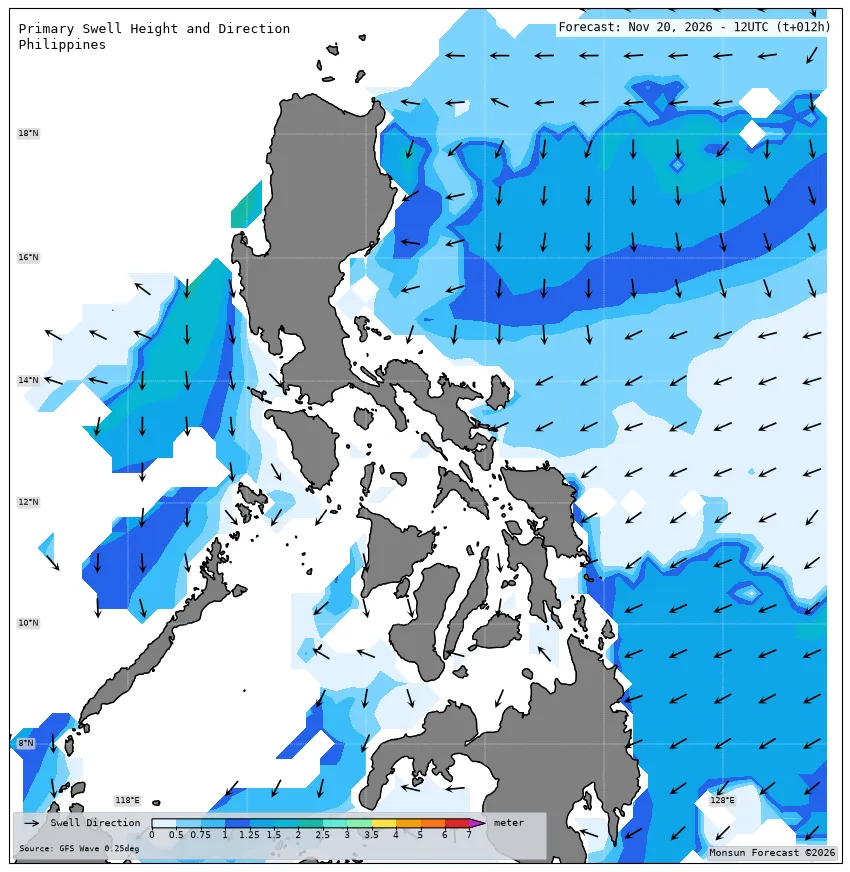 Primary Swell Height and Direction
Philippines
Forecast: Nov 20, 2026 - 12UTC (t+012h)
18°N
16°N
14°N
12°N
10°N
8°N
118°E
128°E
Swell Direction
meter
0 0.5 0.75 1 1.25 1.5 2 2.5 3 3.5 4 5 6 7
Source: GFS Wave 0.25deg
Monsun Forecast ©2026